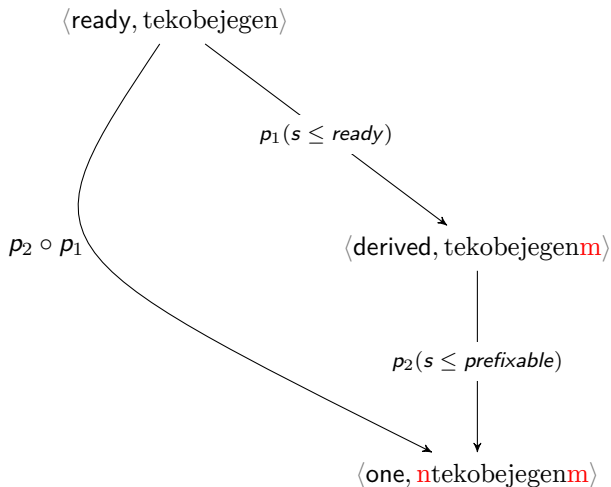 ⟨ready, tekobejegen⟩
p₁(s ≤ ready)
p₂ ∘ p₁
⟨derived, tekobejegenm⟩
p₂(s ≤ prefixable)
⟨one, ntekobejegenm⟩